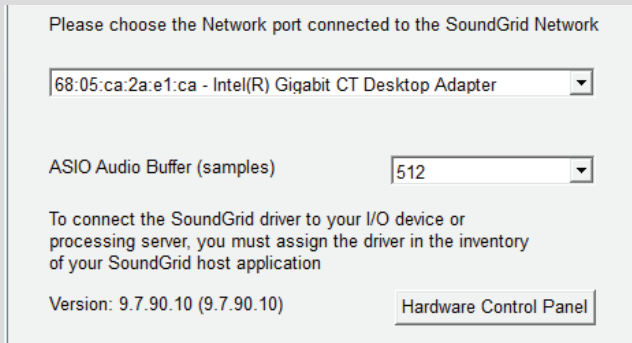 Please choose the Network port connected to the SoundGrid Network
68:05:ca:2a:e1:ca - Intel(R) Gigabit CT Desktop Adapter
ASIO Audio Buffer (samples)
512
To connect the SoundGrid driver to your I/O device or
processing server, you must assign the driver in the inventory
of your SoundGrid host application
Version: 9.7.90.10 (9.7.90.10)
Hardware Control Panel